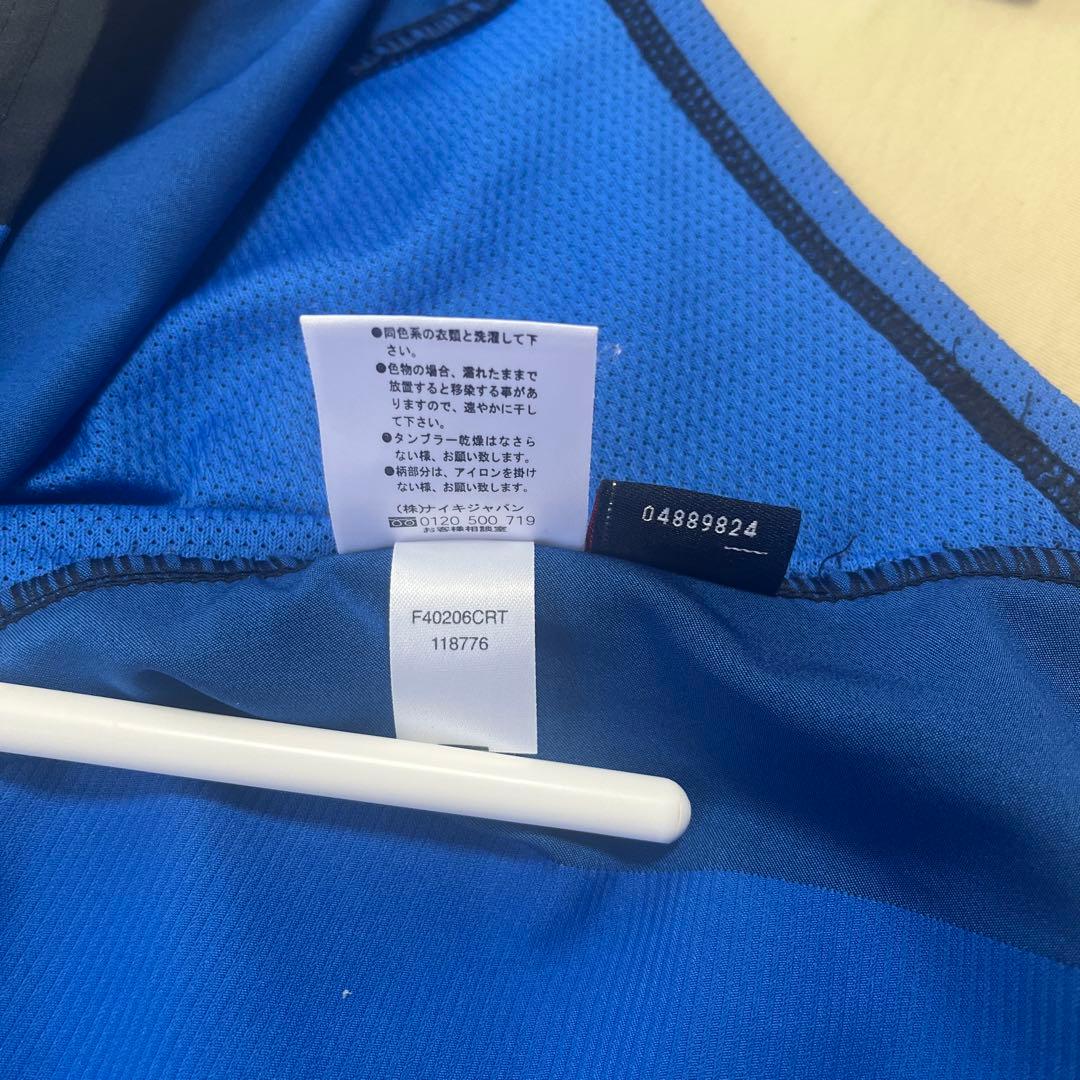 ●同色系の衣類と洗濯して下
さい。
●色物の場合、濡れたままで
放置すると移染する事があ
りますので、速やかに干し
て下さい。
●タンブラー乾燥はなさら
ない様、お願い致します。
●柄部分は、アイロンを掛け
ない様、お願い致します。
(株)ナイキジャパン
0120 500 719
お客様相談室
04889824
F40206CRT
118776